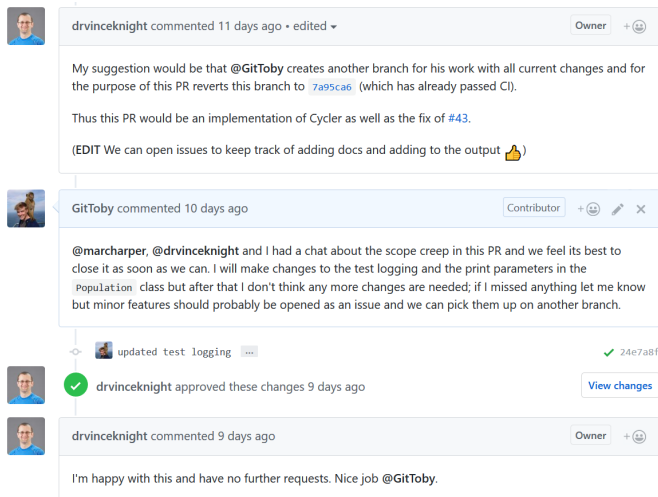 drvinceknight commented 11 days ago • edited
Owner
My suggestion would be that @GitToby creates another branch for his work with all current changes and for
the purpose of this PR reverts this branch to 7a95ca6 (which has already passed CI).
Thus this PR would be an implementation of Cycler as well as the fix of #43.
(EDIT We can open issues to keep track of adding docs and adding to the output 👍)
GitToby commented 10 days ago
Contributor
@marcharper, @drvinceknight and I had a chat about the scope creep in this PR and we feel its best to
close it as soon as we can. I will make changes to the test logging and the print parameters in the
Population class but after that I don't think any more changes are needed; if I missed anything let me know
but minor features should probably be opened as an issue and we can pick them up on another branch.
updated test logging …
24e7a8f
drvinceknight approved these changes 9 days ago
View changes
drvinceknight commented 9 days ago
Owner
I'm happy with this and have no further requests. Nice job @GitToby.